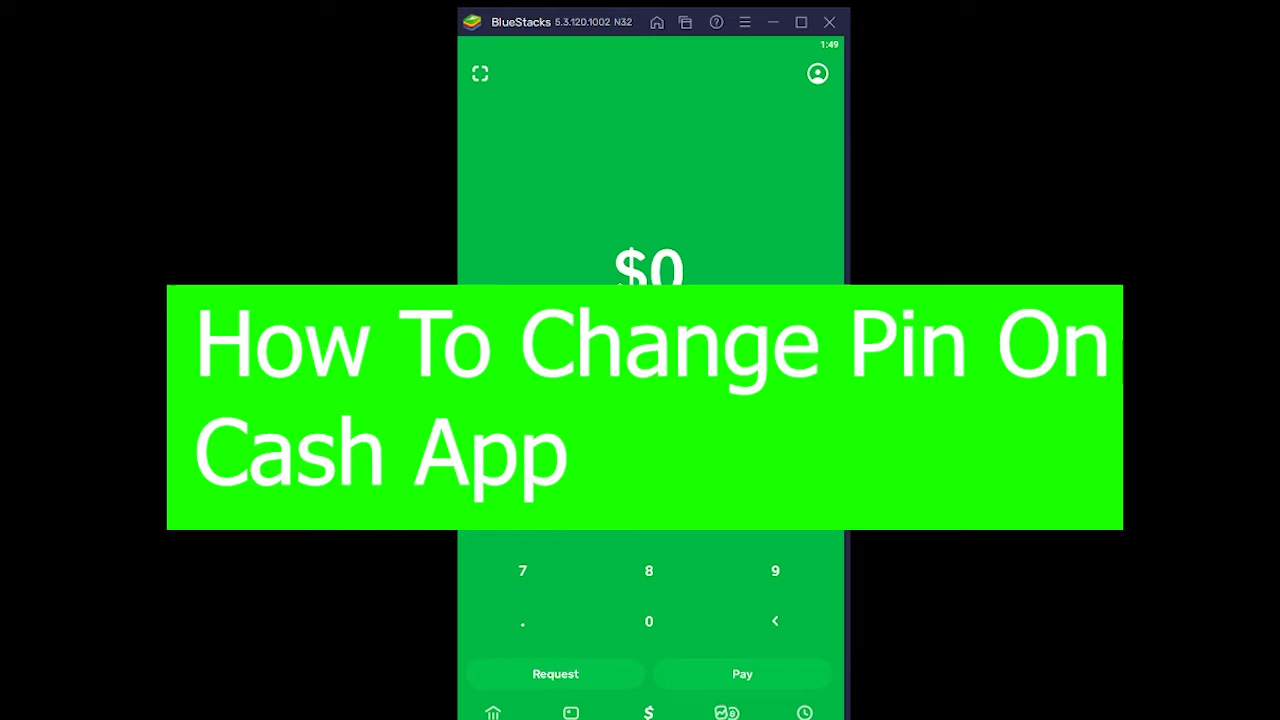 BlueStacks 5.3.120.1002 N32
1:49
$0
How To Change Pin On
Cash App
7 8 9
. 0 <
Request Pay
$